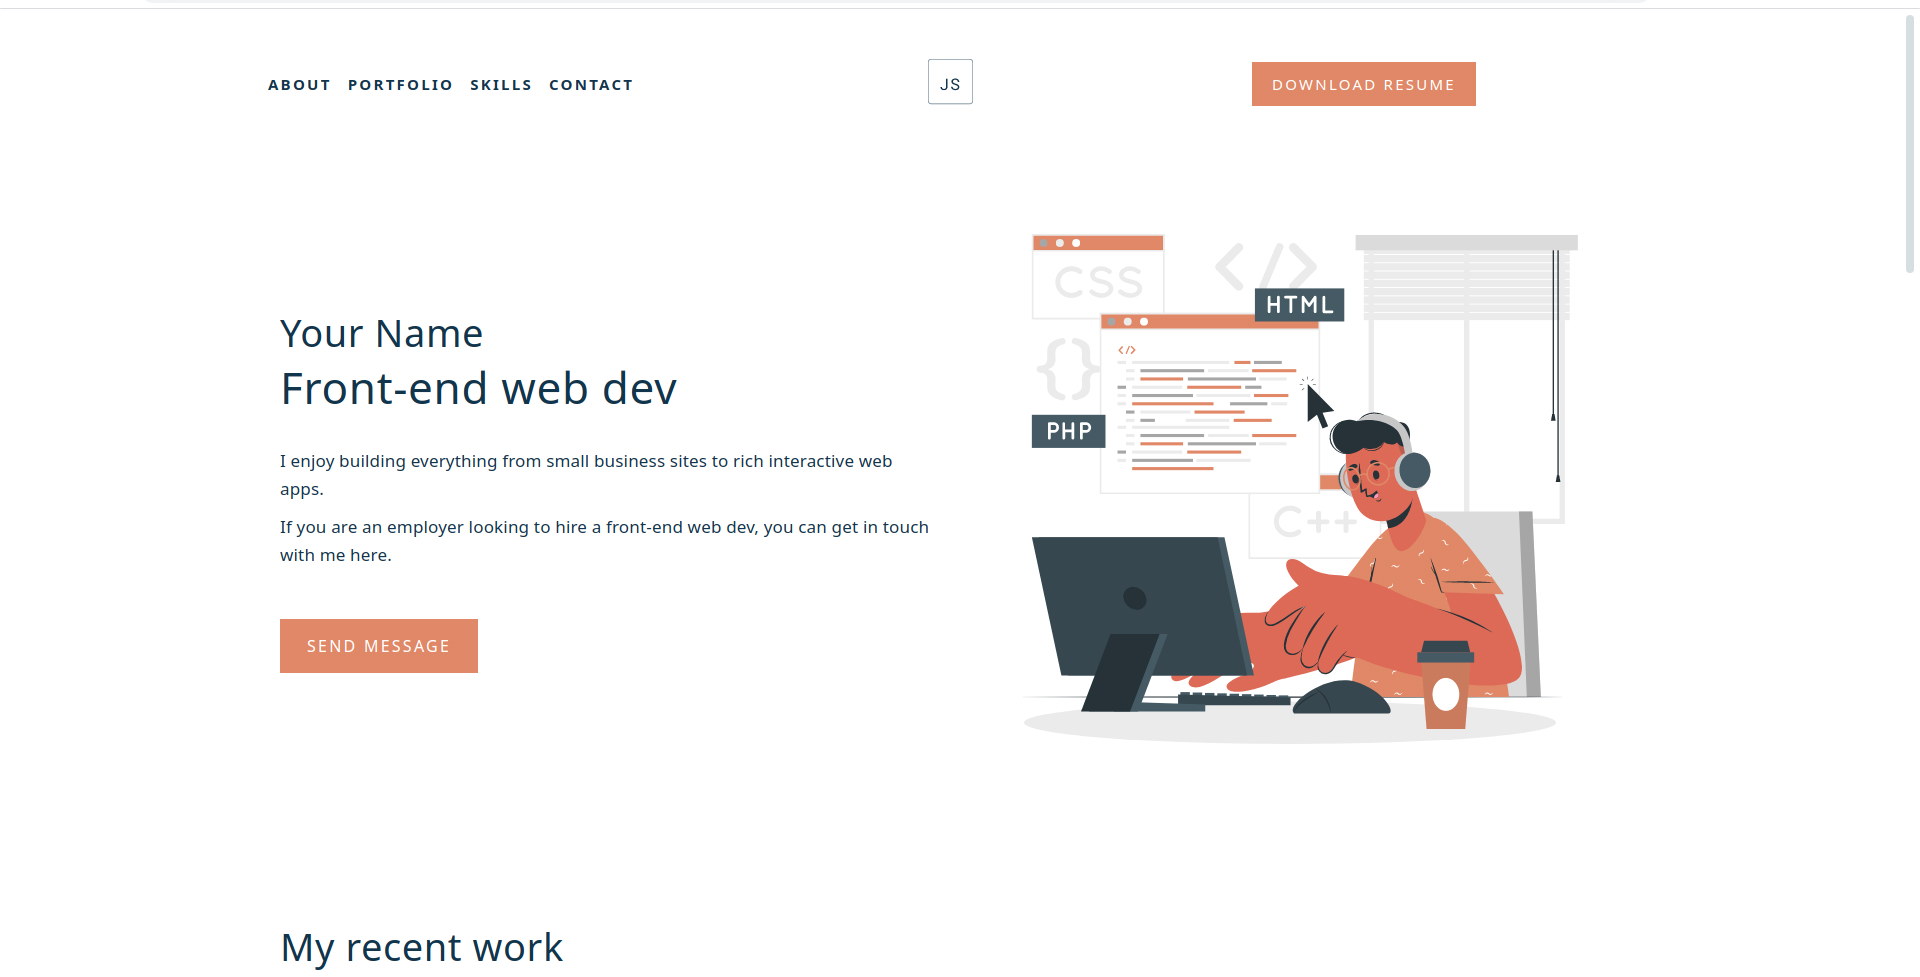 ABOUT PORTFOLIO SKILLS CONTACT
JS
DOWNLOAD RESUME
Your Name
Front-end web dev
I enjoy building everything from small business sites to rich interactive web
apps.
If you are an employer looking to hire a front-end web dev, you can get in touch
with me here.
SEND MESSAGE
CSS
</>
HTML
{}
</>
PHP
C++
My recent work